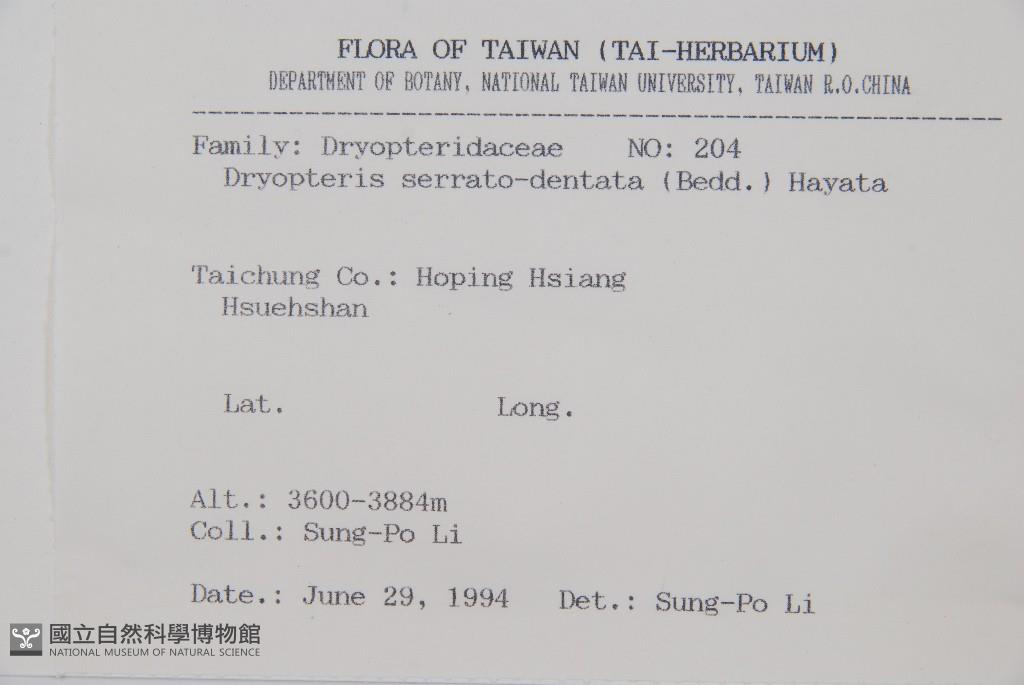 FLORA OF TAIWAN (TAI-HERBARIUM)
DEPARTMENT OF BOTANY, NATIONAL TAIWAN UNIVERSITY, TAIWAN R.O.CHINA
Family: Dryopteridaceae NO: 204
Dryopteris serrato-dentata (Bedd.) Hayata
Taichung Co.: Hoping Hsiang
Hsuehshan
Lat. Long.
Alt.: 3600-3884m
Coll.: Sung-Po Li
Date.: June 29, 1994 Det.: Sung-Po Li
國立自然科學博物館
NATIONAL MUSEUM OF NATURAL SCIENCE